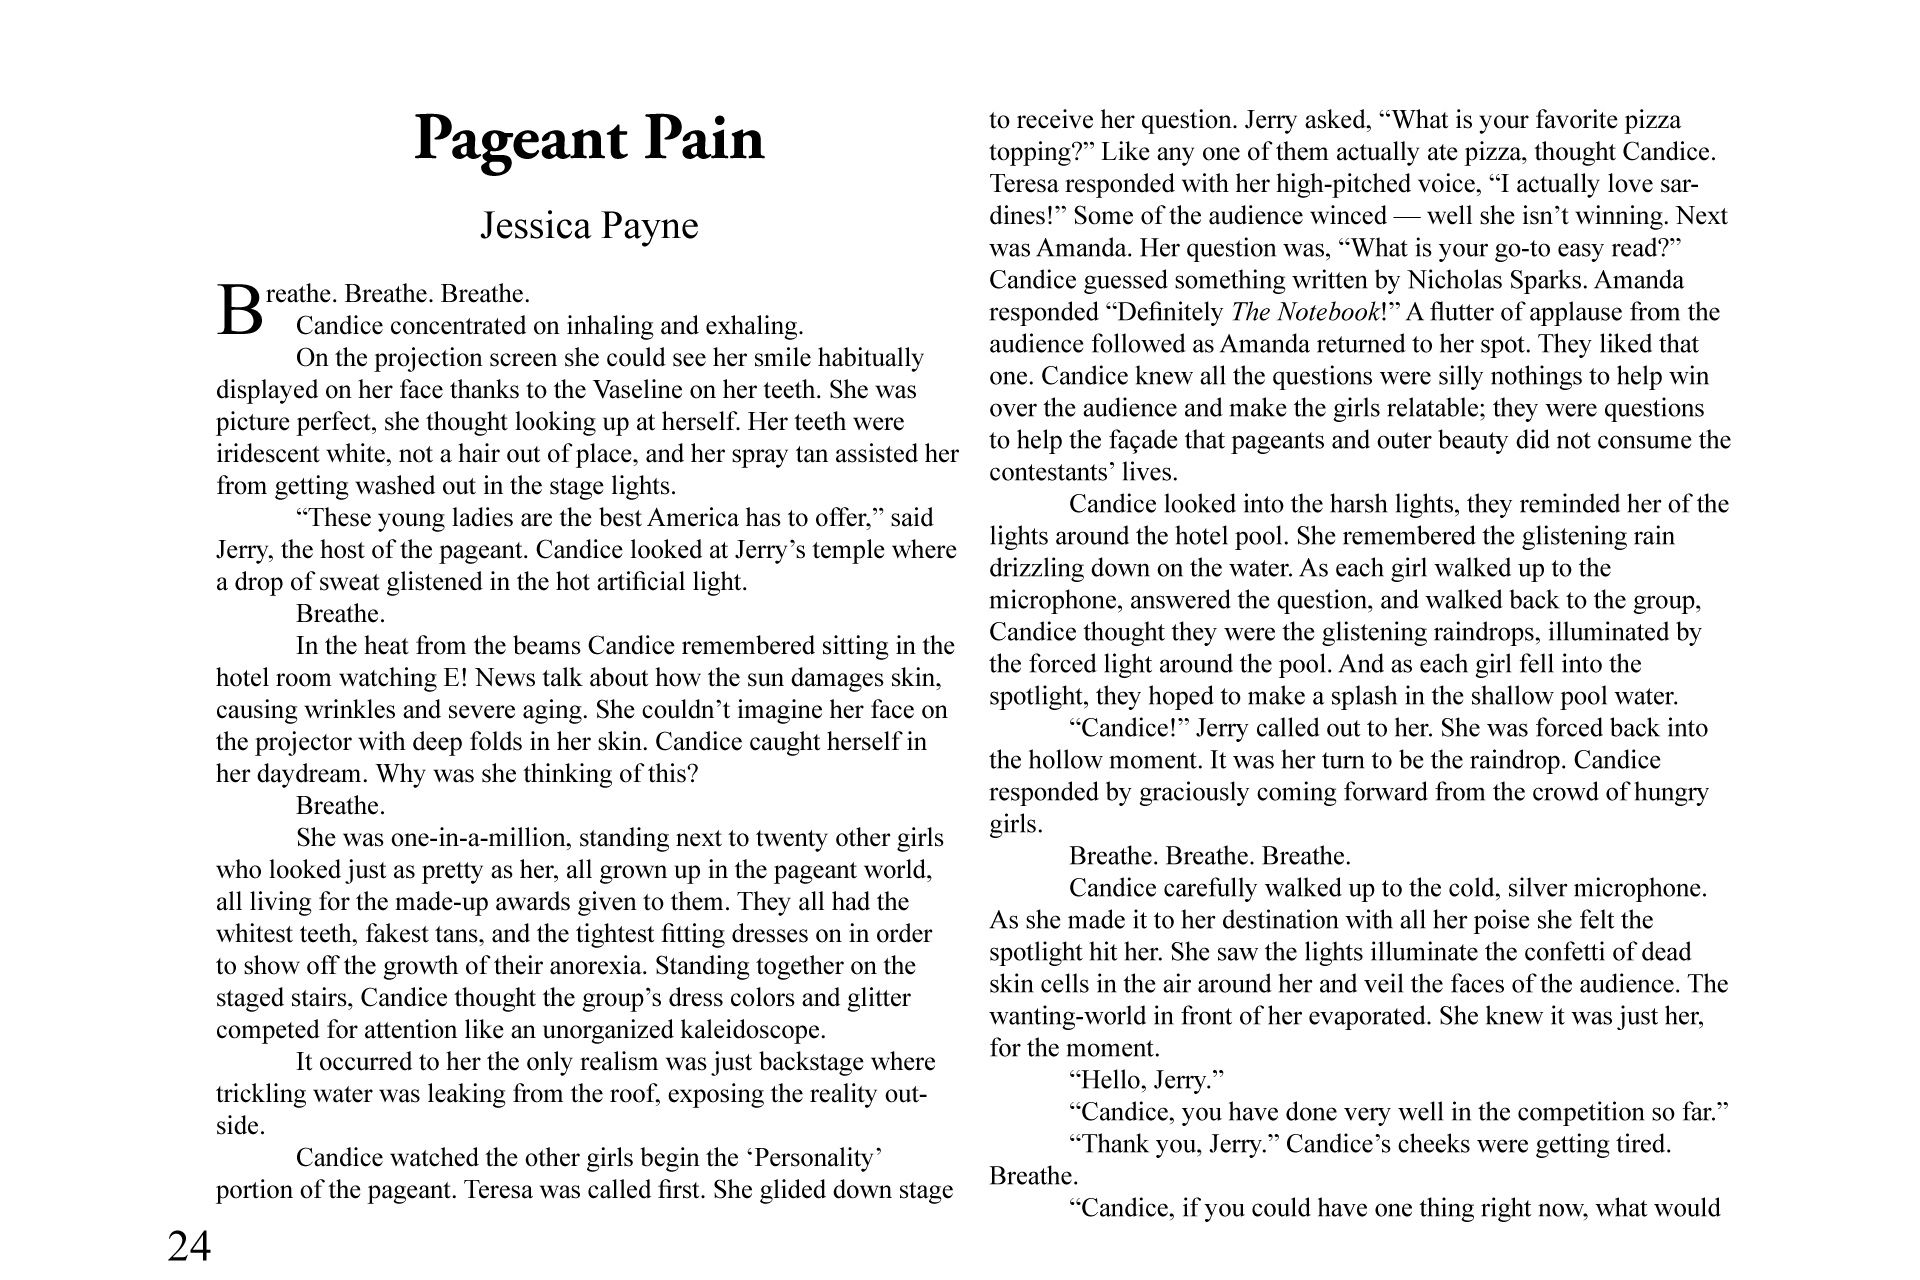 Pageant Pain
Jessica Payne
Breathe. Breathe. Breathe.
Candice concentrated on inhaling and exhaling.
On the projection screen she could see her smile habitually
displayed on her face thanks to the Vaseline on her teeth. She was
picture perfect, she thought looking up at herself. Her teeth were
iridescent white, not a hair out of place, and her spray tan assisted her
from getting washed out in the stage lights.
“These young ladies are the best America has to offer,” said
Jerry, the host of the pageant. Candice looked at Jerry’s temple where
a drop of sweat glistened in the hot artificial light.
Breathe.
In the heat from the beams Candice remembered sitting in the
hotel room watching E! News talk about how the sun damages skin,
causing wrinkles and severe aging. She couldn’t imagine her face on
the projector with deep folds in her skin. Candice caught herself in
her daydream. Why was she thinking of this?
Breathe.
She was one-in-a-million, standing next to twenty other girls
who looked just as pretty as her, all grown up in the pageant world,
all living for the made-up awards given to them. They all had the
whitest teeth, fakest tans, and the tightest fitting dresses on in order
to show off the growth of their anorexia. Standing together on the
staged stairs, Candice thought the group’s dress colors and glitter
competed for attention like an unorganized kaleidoscope.
It occurred to her the only realism was just backstage where
trickling water was leaking from the roof, exposing the reality out-
side.
Candice watched the other girls begin the ‘Personality’
portion of the pageant. Teresa was called first. She glided down stage
to receive her question. Jerry asked, “What is your favorite pizza
topping?” Like any one of them actually ate pizza, thought Candice.
Teresa responded with her high-pitched voice, “I actually love sar-
dines!” Some of the audience winced — well she isn’t winning. Next
was Amanda. Her question was, “What is your go-to easy read?”
Candice guessed something written by Nicholas Sparks. Amanda
responded “Definitely The Notebook!” A flutter of applause from the
audience followed as Amanda returned to her spot. They liked that
one. Candice knew all the questions were silly nothings to help win
over the audience and make the girls relatable; they were questions
to help the façade that pageants and outer beauty did not consume the
contestants’ lives.
Candice looked into the harsh lights, they reminded her of the
lights around the hotel pool. She remembered the glistening rain
drizzling down on the water. As each girl walked up to the
microphone, answered the question, and walked back to the group,
Candice thought they were the glistening raindrops, illuminated by
the forced light around the pool. And as each girl fell into the
spotlight, they hoped to make a splash in the shallow pool water.
“Candice!” Jerry called out to her. She was forced back into
the hollow moment. It was her turn to be the raindrop. Candice
responded by graciously coming forward from the crowd of hungry
girls.
Breathe. Breathe. Breathe.
Candice carefully walked up to the cold, silver microphone.
As she made it to her destination with all her poise she felt the
spotlight hit her. She saw the lights illuminate the confetti of dead
skin cells in the air around her and veil the faces of the audience. The
wanting-world in front of her evaporated. She knew it was just her,
for the moment.
“Hello, Jerry.”
“Candice, you have done very well in the competition so far.”
“Thank you, Jerry.” Candice’s cheeks were getting tired.
Breathe.
“Candice, if you could have one thing right now, what would
24